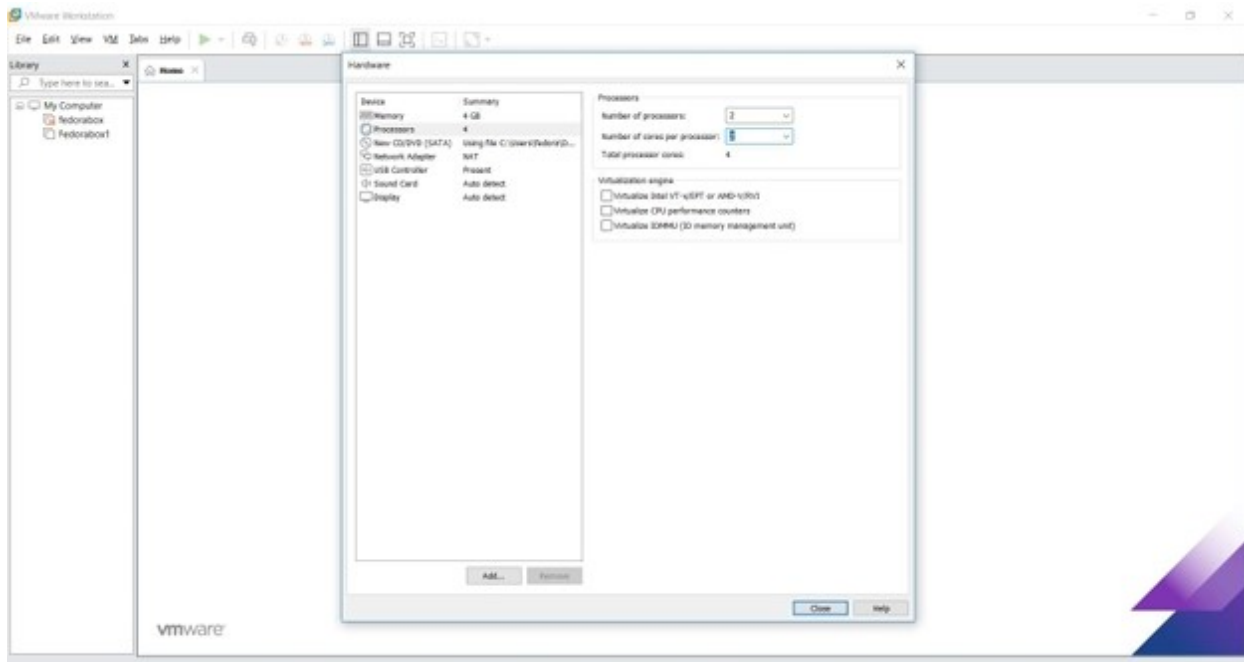 VMware Workstation
File Edit View VM Tabs Help
Library X
Home X
Type here to sea...
My Computer
fedorabox
Fedorabox1
Hardware
Device Summary
Memory 4 GB
Processors 4
New CD/DVD (SATA) Using file C:\Users\fedora\D...
Network Adapter NAT
USB Controller Present
Sound Card Auto detect
Display Auto detect
Add... Remove
Processors
Number of processors: 2
Number of cores per processor:
Total processor cores: 4
Virtualization engine
Virtualize Intel VT-x/EPT or AMD-V/RVI
Virtualize CPU performance counters
Virtualize IOMMU (IO memory management unit)
Close Help
vmware